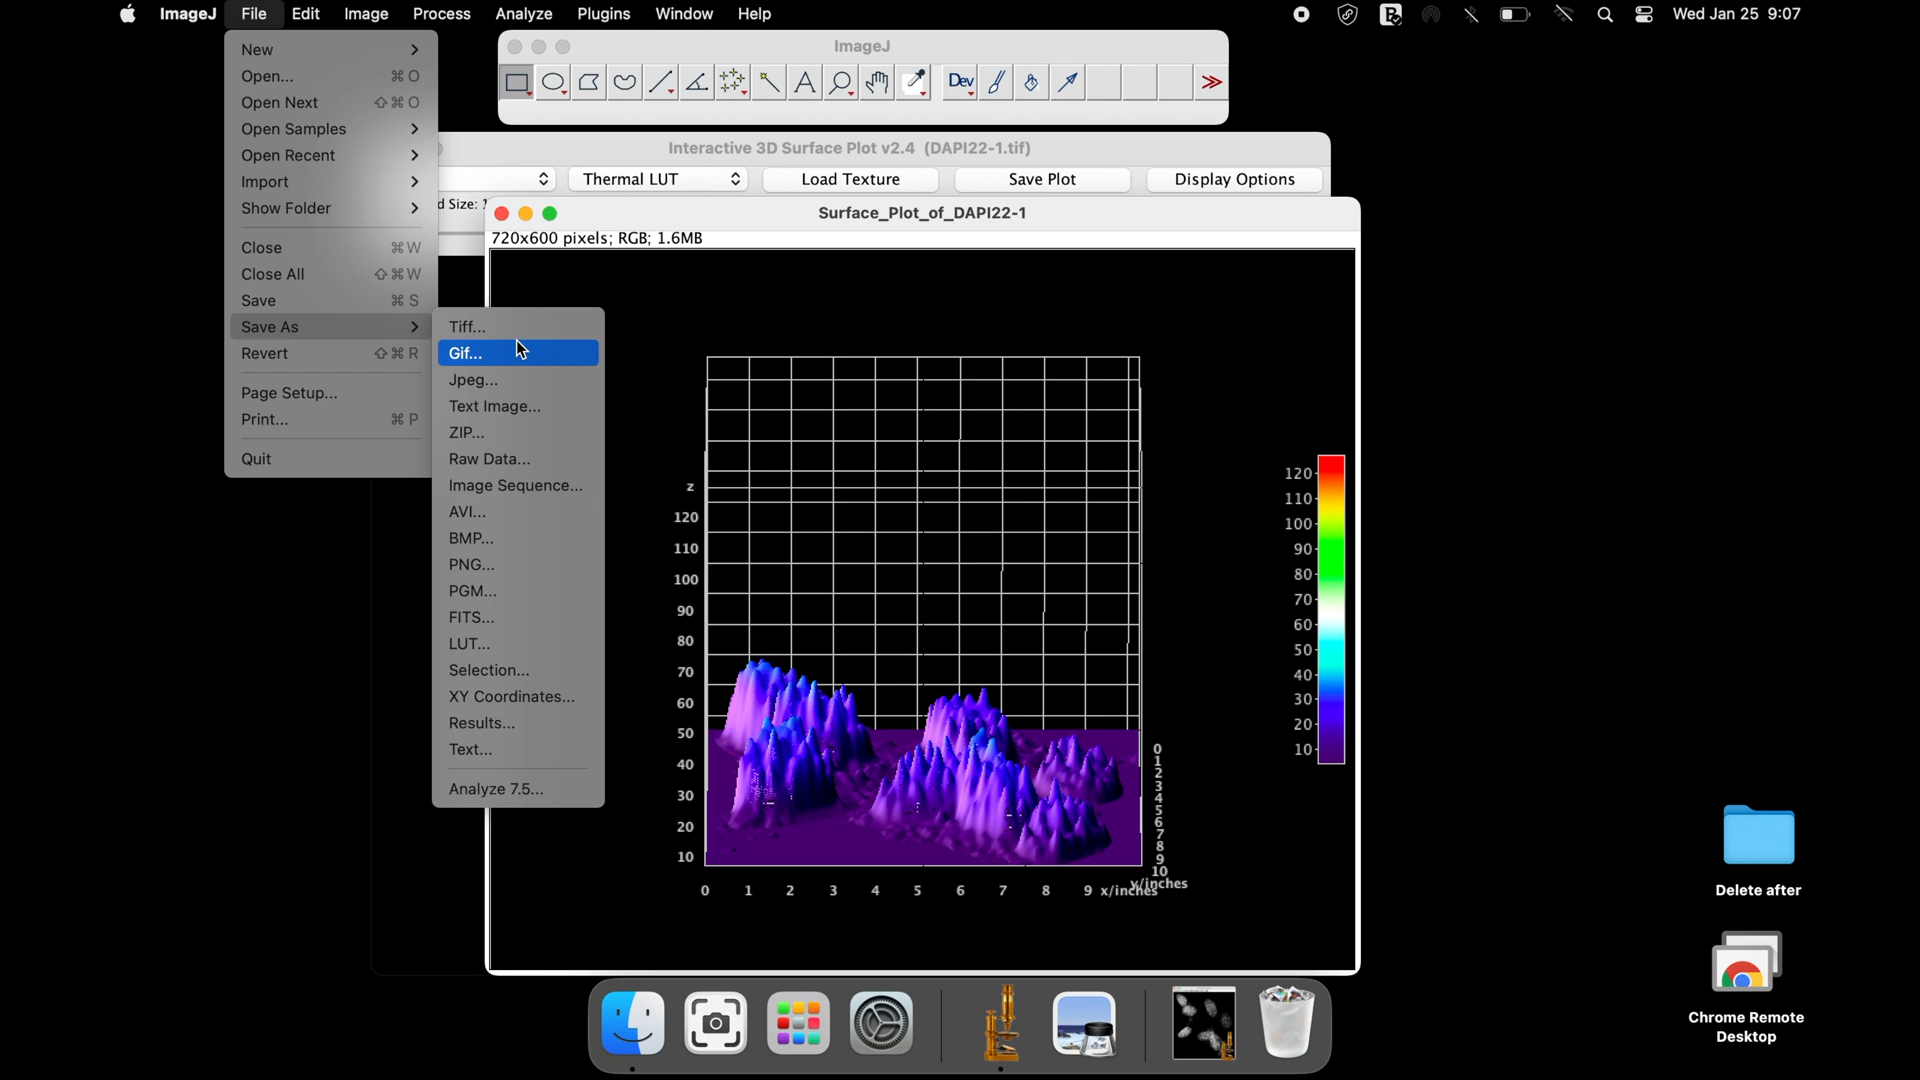 ImageJ File Edit Image Process Analyze Plugins Window Help Wed Jan 25 9:07
New
Open... ⌘ O
Open Next ⇧ ⌘ O
Open Samples
Open Recent
Import
Show Folder
Close ⌘ W
Close All ⇧ ⌘ W
Save ⌘ S
Save As
Revert ⇧ ⌘ R
Page Setup...
Print... ⌘ P
Quit
Tiff...
Gif...
Jpeg...
Text Image...
ZIP...
Raw Data...
Image Sequence...
AVI...
BMP...
PNG...
PGM...
FITS...
LUT...
Selection...
XY Coordinates...
Results...
Text...
Analyze 7.5...
ImageJ
A Dev
Interactive 3D Surface Plot v2.4 (DAPI22-1.tif)
Thermal LUT Load Texture Save Plot Display Options
d Size: 1
Surface_Plot_of_DAPI22-1
720x600 pixels; RGB; 1.6MB
z
120
110
100
90
80
70
60
50
40
30
20
10
0 1 2 3 4 5 6 7 8 9 x/inches
0
1
2
3
4
5
6
7
8
9
10
y/inches
120
110
100
90
80
70
60
50
40
30
20
10
Delete after
Chrome Remote
Desktop